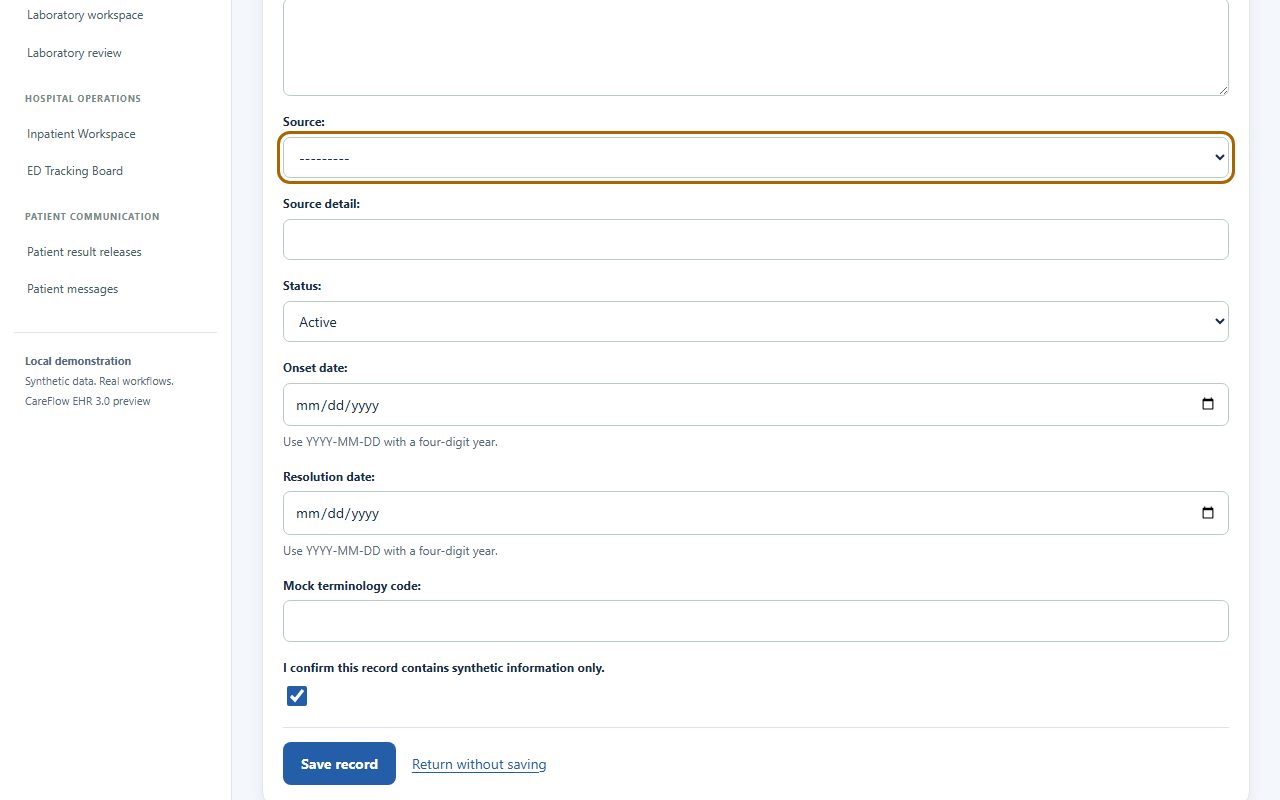 Laboratory workspace
Laboratory review
HOSPITAL OPERATIONS
Inpatient Workspace
ED Tracking Board
PATIENT COMMUNICATION
Patient result releases
Patient messages
Local demonstration
Synthetic data. Real workflows.
CareFlow EHR 3.0 preview
Source:
---------
Source detail:
Status:
Active
Onset date:
mm/dd/yyyy
Use YYYY-MM-DD with a four-digit year.
Resolution date:
mm/dd/yyyy
Use YYYY-MM-DD with a four-digit year.
Mock terminology code:
I confirm this record contains synthetic information only.
Save record
Return without saving